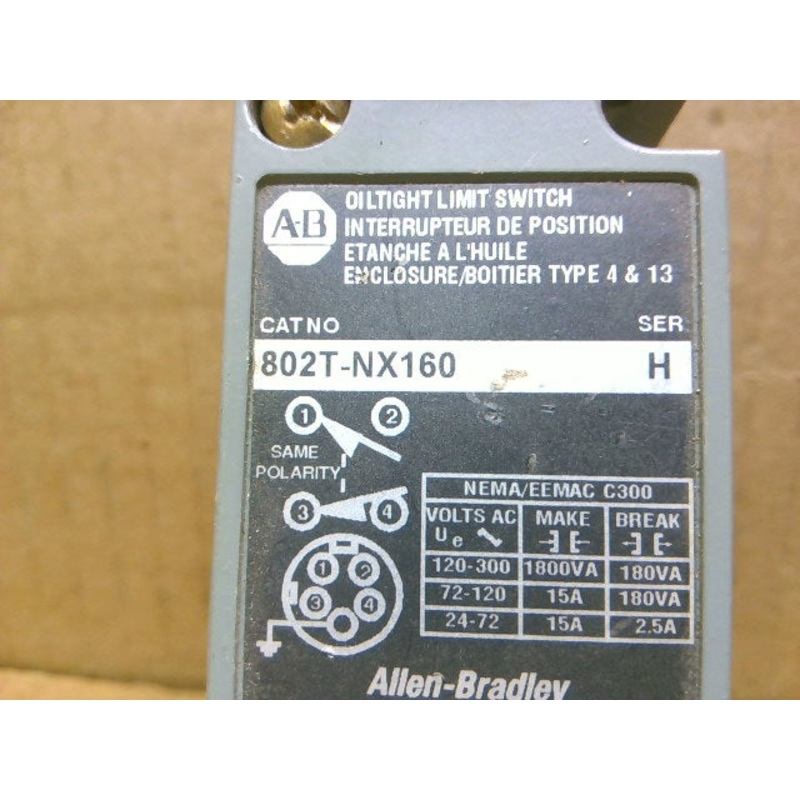 A-B
OILTIGHT LIMIT SWITCH
INTERRUPTEUR DE POSITION
ETANCHE A L'HUILE
ENCLOSURE/BOITIER TYPE 4 & 13
CAT NO SER
802T-NX160 H
1 2
SAME
POLARITY
3 4
1 2
3 4
NEMA/EEMAC C300
VOLTS AC MAKE BREAK
Ue
120-300 1800VA 180VA
72-120 15A 180VA
24-72 15A 2.5A
Allen-Bradley